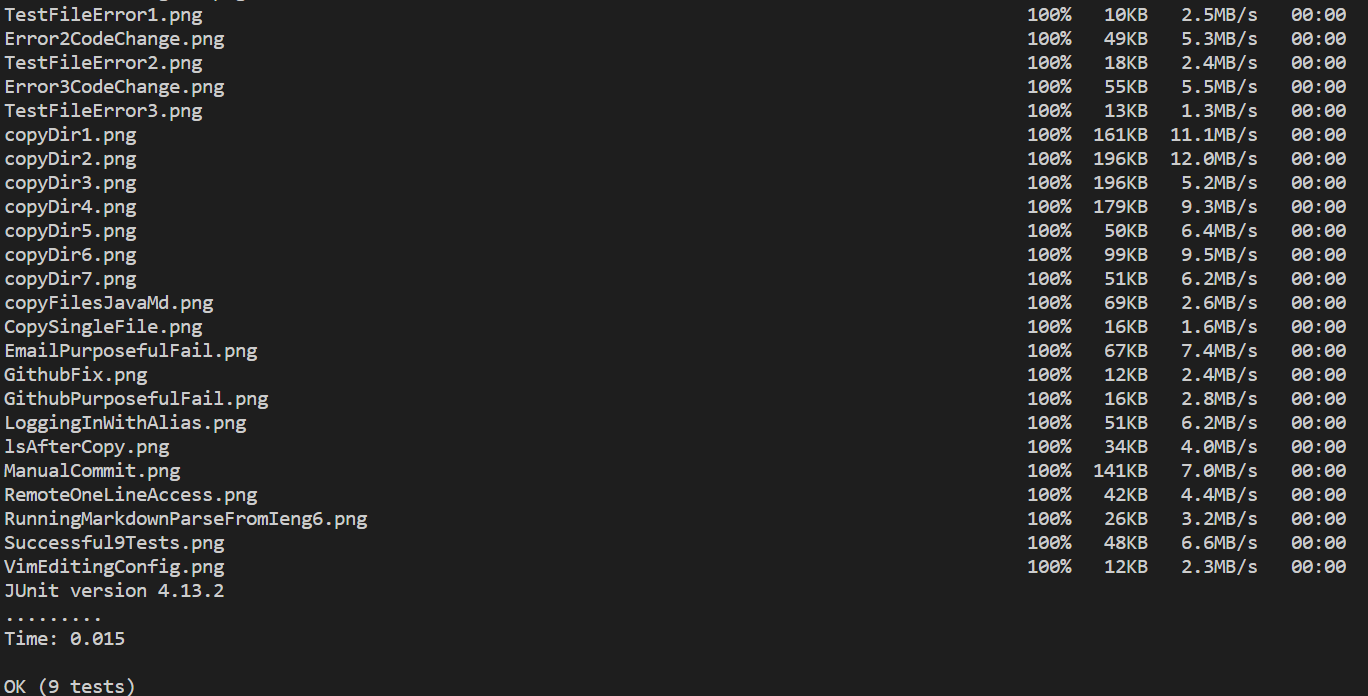 TestFileError1.png 100% 10KB 2.5MB/s 00:00
Error2CodeChange.png 100% 49KB 5.3MB/s 00:00
TestFileError2.png 100% 18KB 2.4MB/s 00:00
Error3CodeChange.png 100% 55KB 5.5MB/s 00:00
TestFileError3.png 100% 13KB 1.3MB/s 00:00
copyDir1.png 100% 161KB 11.1MB/s 00:00
copyDir2.png 100% 196KB 12.0MB/s 00:00
copyDir3.png 100% 196KB 5.2MB/s 00:00
copyDir4.png 100% 179KB 9.3MB/s 00:00
copyDir5.png 100% 50KB 6.4MB/s 00:00
copyDir6.png 100% 99KB 9.5MB/s 00:00
copyDir7.png 100% 51KB 6.2MB/s 00:00
copyFilesJavaMd.png 100% 69KB 2.6MB/s 00:00
CopySingleFile.png 100% 16KB 1.6MB/s 00:00
EmailPurposefulFail.png 100% 67KB 7.4MB/s 00:00
GithubFix.png 100% 12KB 2.4MB/s 00:00
GithubPurposefulFail.png 100% 16KB 2.8MB/s 00:00
LoggingInWithAlias.png 100% 51KB 6.2MB/s 00:00
lsAfterCopy.png 100% 34KB 4.0MB/s 00:00
ManualCommit.png 100% 141KB 7.0MB/s 00:00
RemoteOneLineAccess.png 100% 42KB 4.4MB/s 00:00
RunningMarkdownParseFromIeng6.png 100% 26KB 3.2MB/s 00:00
Successful9Tests.png 100% 48KB 6.6MB/s 00:00
VimEditingConfig.png 100% 12KB 2.3MB/s 00:00
JUnit version 4.13.2
.........
Time: 0.015
OK (9 tests)